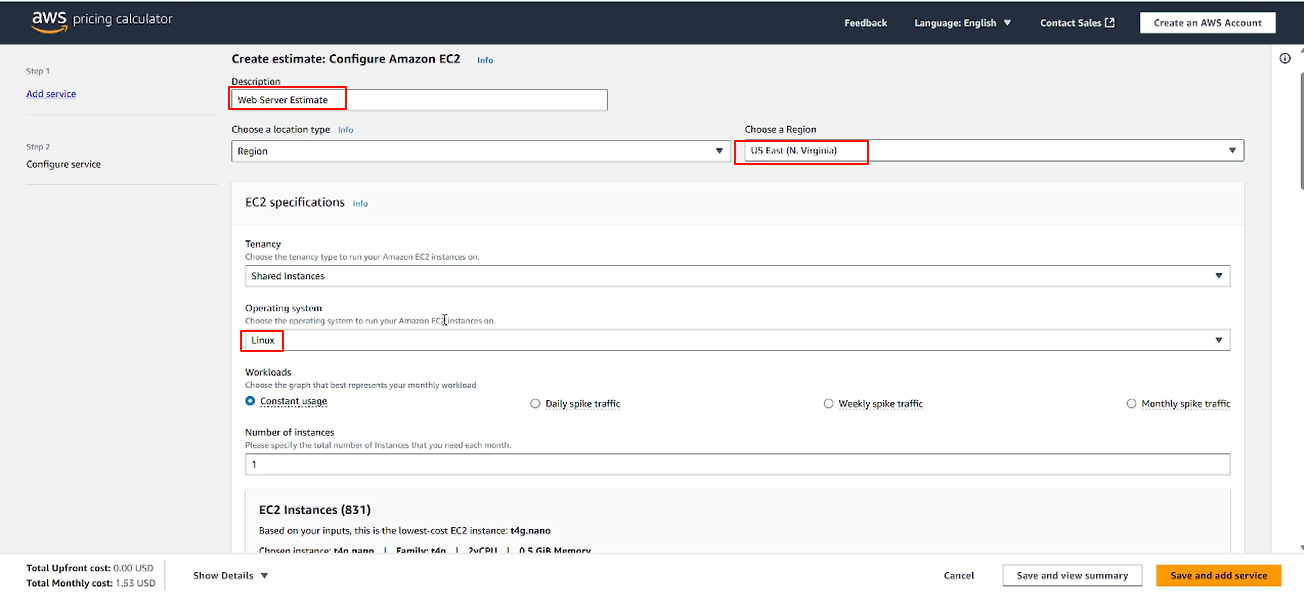 aws pricing calculator
Feedback
Language: English
Contact Sales
Create an AWS Account
Step 1
Add service
Step 2
Configure service
Create estimate: Configure Amazon EC2 Info
Description
Web Server Estimate
Choose a location type Info
Region
Choose a Region
US East (N. Virginia)
EC2 specifications Info
Tenancy
Choose the tenancy type to run your Amazon EC2 instances on.
Shared Instances
Operating system
Choose the operating system to run your Amazon EC2 instances on.
Linux
Workloads
Choose the graph that best represents your monthly workload
Constant usage
Daily spike traffic
Weekly spike traffic
Monthly spike traffic
Number of instances
Please specify the total number of Instances that you need each month.
1
EC2 Instances (831)
Based on your inputs, this is the lowest-cost EC2 instance: t4g.nano
Chosen instance: t4g.nano | Family: t4g | 2vCPU | 0.5 GiB Memory
Total Upfront cost: 0.00 USD
Total Monthly cost: 1.53 USD
Show Details
Cancel
Save and view summary
Save and add service